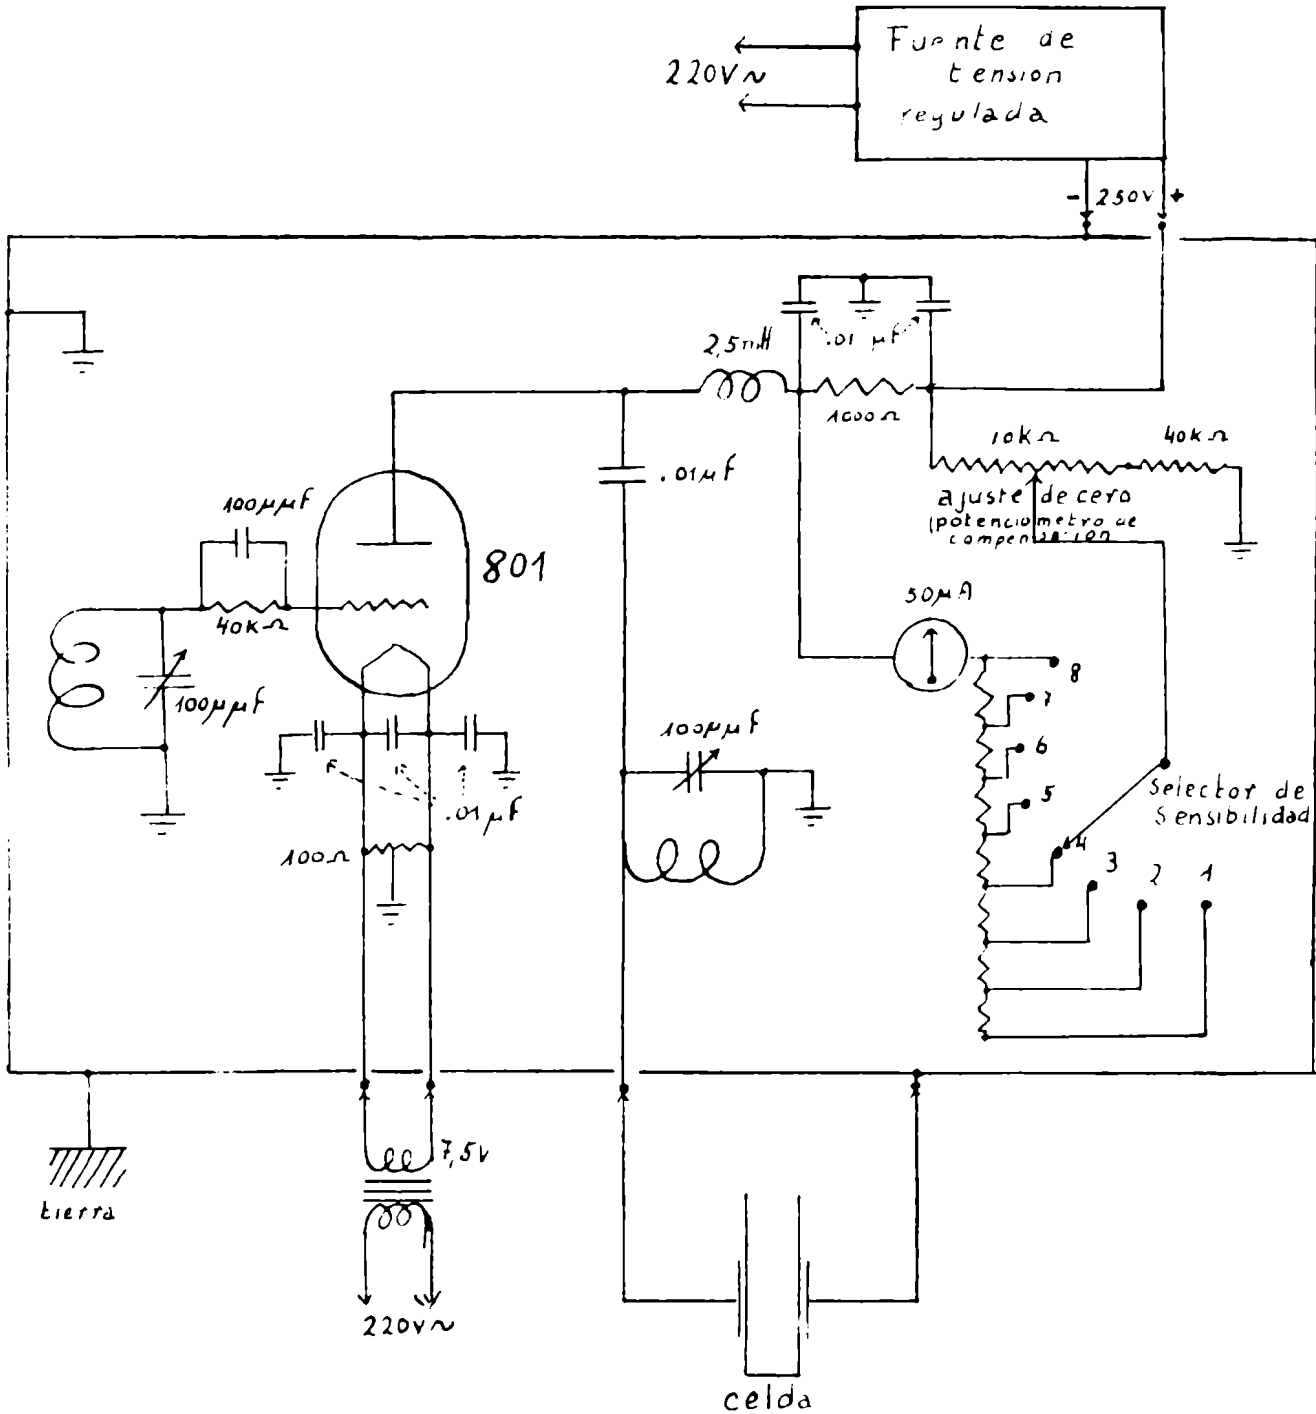 Fuente de
tension
regulada
220V ~
- 250V +
2,5mH
.01 µF
1000Ω
10KΩ
40KΩ
.01µF
ajuste de cero
(potenciometro de
compensacion
100µµF
801
40KΩ
50µA
100µµF
8
7
100µµF
6
5
.01µF
Selector de
Sensibilidad
100Ω
4
3
2
1
7,5V
tierra
220V~
celda